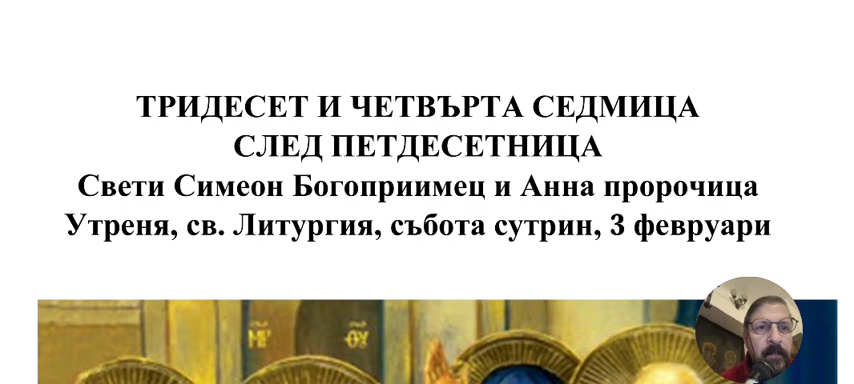 ТРИДЕСЕТ И ЧЕТВЪРТА СЕДМИЦА
СЛЕД ПЕТДЕСЕТНИЦА
Свети Симеон Богоприимец и Анна пророчица
Утреня, св. Литургия, събота сутрин, 3 февруари